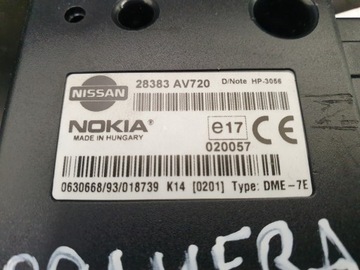 NISSAN
28383 AV720 D/Note HP-3056
NOKIA
MADE IN HUNGARY
e17 CE
020057
0630668/93/018739 K14 [0201] Type: DME-7E